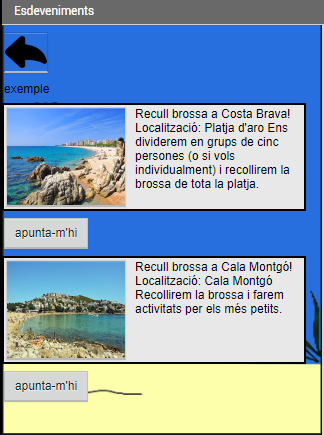 Esdeveniments
exemple
Recull brossa a Costa Brava!
Localització: Platja d'aro Ens
dividerem en grups de cinc
persones (o si vols
individualment) i recollirem la
brossa de tota la platja.
apunta-m'hi
Recull brossa a Cala Montgó!
Localització: Cala Montgó
Recollirem la brossa i farem
activitats per els més petits.
apunta-m'hi